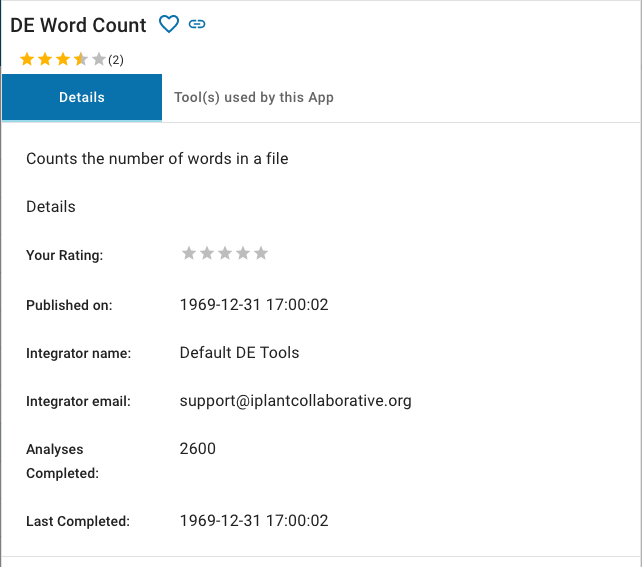 DE Word Count
(2)
Details
Tool(s) used by this App
Counts the number of words in a file
Details
Your Rating:
Published on: 1969-12-31 17:00:02
Integrator name: Default DE Tools
Integrator email: support@iplantcollaborative.org
Analyses 2600
Completed:
Last Completed: 1969-12-31 17:00:02